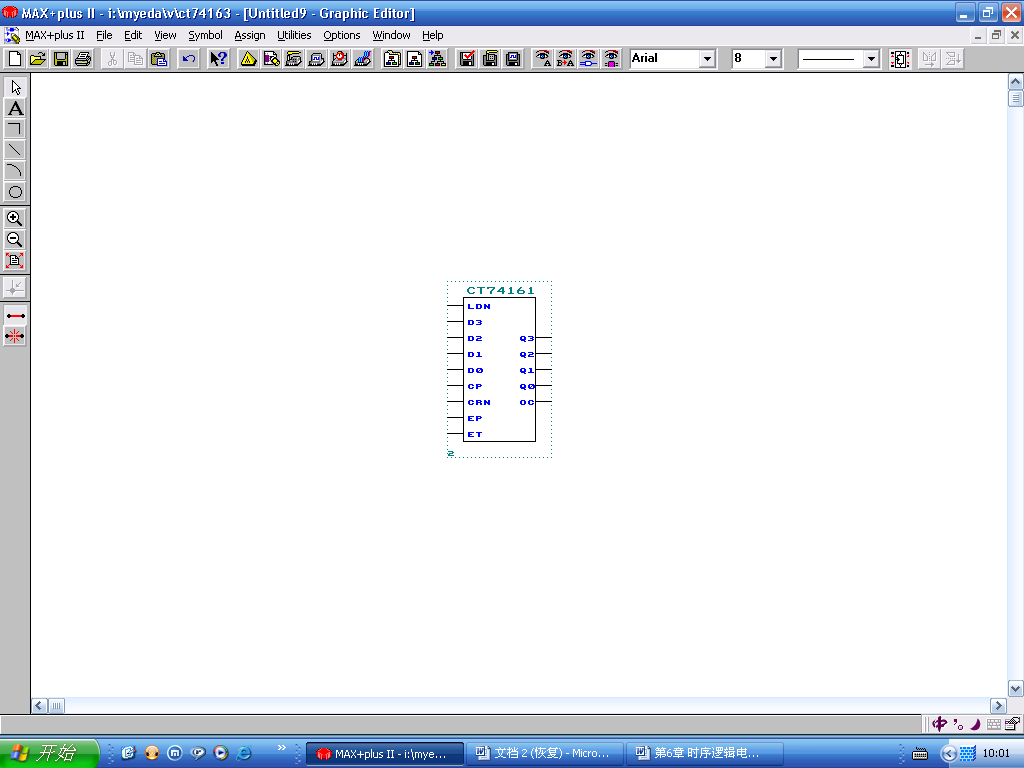 MAX+plus II - i:\myeda\v\ct74163 - [Untitled9 - Graphic Editor]
MAX+plus II File Edit View Symbol Assign Utilities Options Window Help
Arial 8
A
CT74161
LDN
D3
D2 Q3
D1 Q2
D0 Q1
CP Q0
CRN OC
EP
ET
2
中
开始 MAX+plus II - i:\mye... 文档 2 (恢复) - Micro... 第6章 时序逻辑电... 10:01